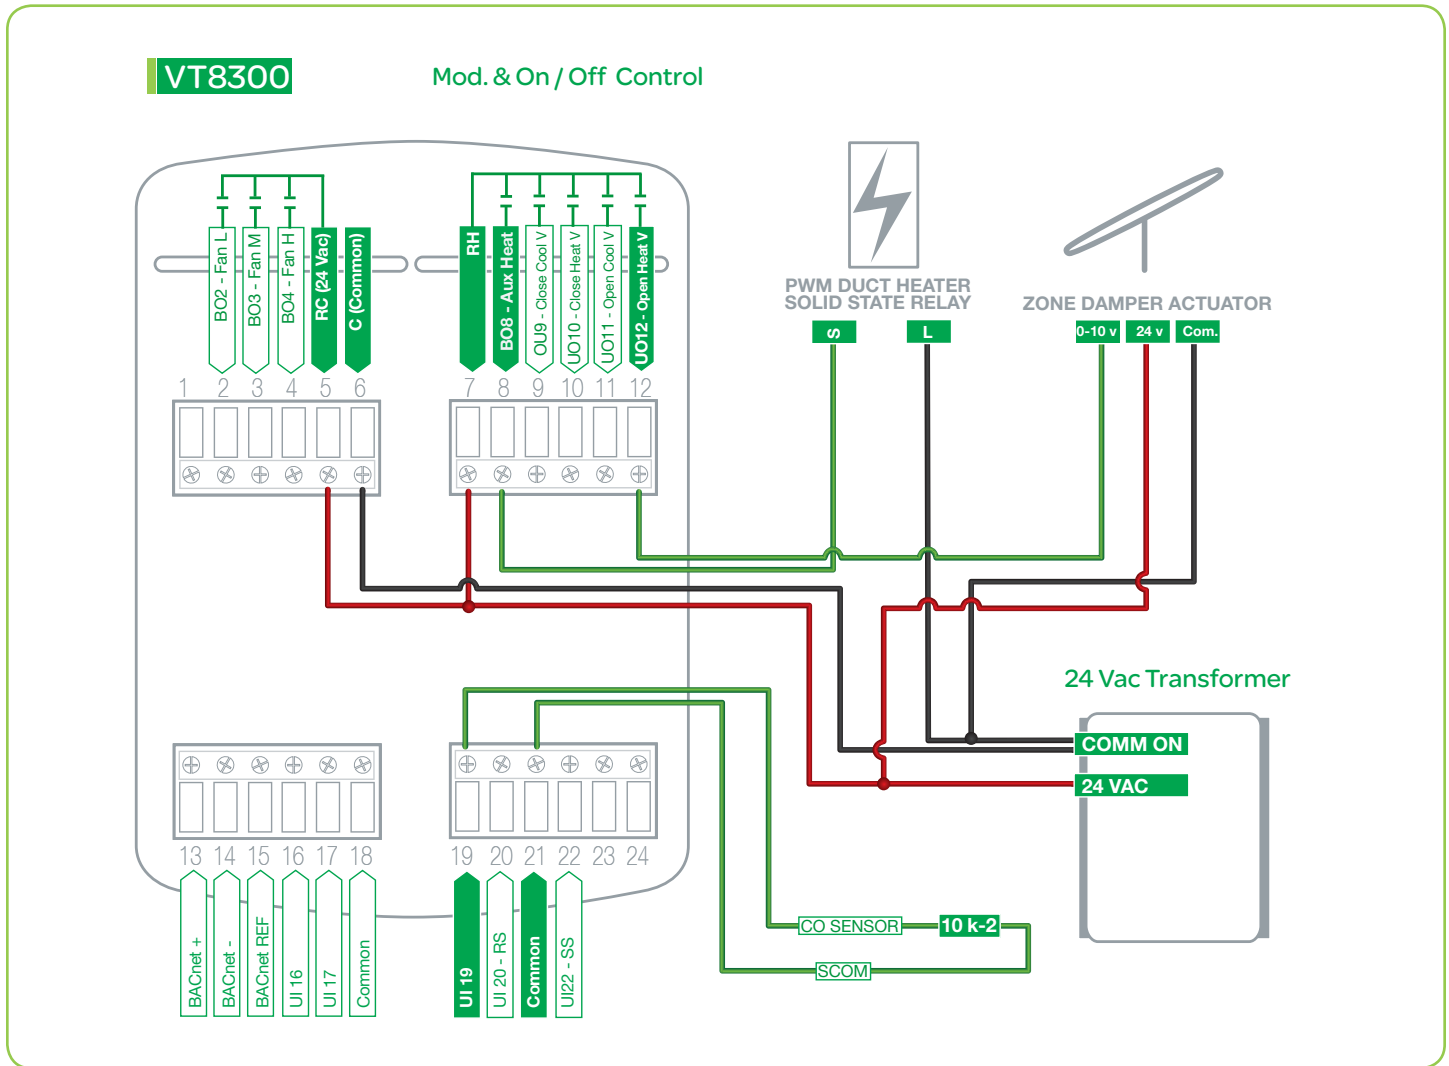 VT8300
Mod. & On / Off Control
BO2 - Fan L
BO3 - Fan M
BO4 - Fan H
RC (24 Vac)
C (Common)
RH
BO8 - Aux Heat
OU9 - Close Cool V
UO10 - Close Heat V
UO11 - Open Cool V
UO12 - Open Heat V
1 2 3 4 5 6
7 8 9 10 11 12
PWM DUCT HEATER
SOLID STATE RELAY
S
L
ZONE DAMPER ACTUATOR
0-10 v
24 v
Com.
24 Vac Transformer
COMM ON
24 VAC
13 14 15 16 17 18
19 20 21 22 23 24
BACnet +
BACnet -
BACnet REF
UI 16
UI 17
Common
UI 19
UI 20 - RS
Common
UI22 - SS
CO SENSOR
10 k-2
SCOM